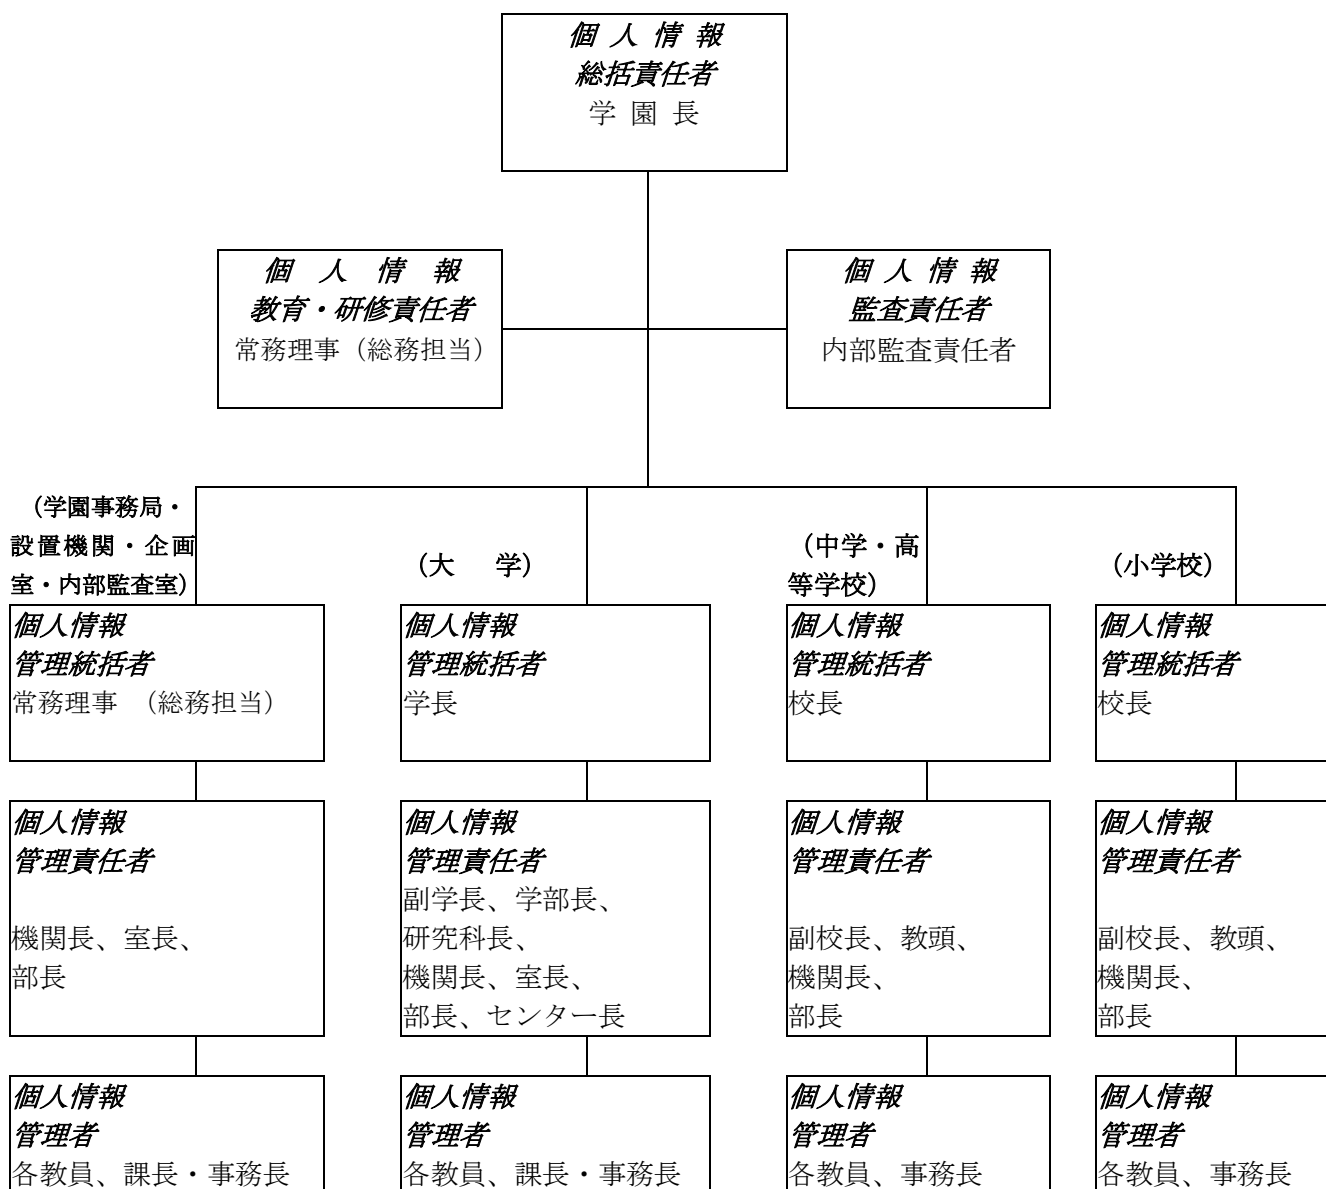 個 人 情 報
総括責任者
学 園 長
個 人 情 報
教育・研修責任者
常務理事（総務担当）
個 人 情 報
監査責任者
内部監査責任者
（学園事務局・
設置機関・企画
室・内部監査室）
（大 学）
（中学・高
等学校）
（小学校）
個人情報
管理統括者
常務理事 （総務担当）
個人情報
管理統括者
学長
個人情報
管理統括者
校長
個人情報
管理統括者
校長
個人情報
管理責任者
機関長、室長、
部長
個人情報
管理責任者
副学長、学部長、
研究科長、
機関長、室長、
部長、センター長
個人情報
管理責任者
副校長、教頭、
機関長、
部長
個人情報
管理責任者
副校長、教頭、
機関長、
部長
個人情報
管理者
各教員、課長・事務長
個人情報
管理者
各教員、課長・事務長
個人情報
管理者
各教員、事務長
個人情報
管理者
各教員、事務長